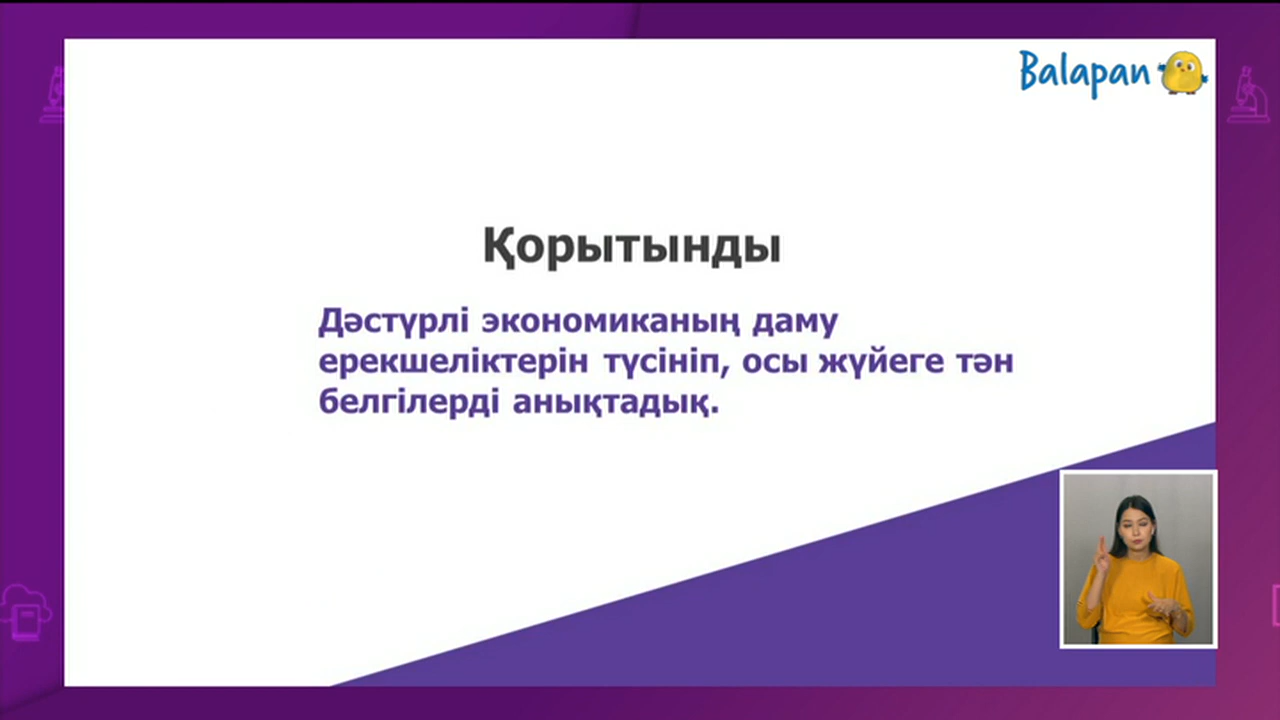 Balapan
Қорытынды
Дәстүрлі экономиканың даму
ерекшеліктерін түсініп, осы жүйеге тән
белгілерді анықтадық.